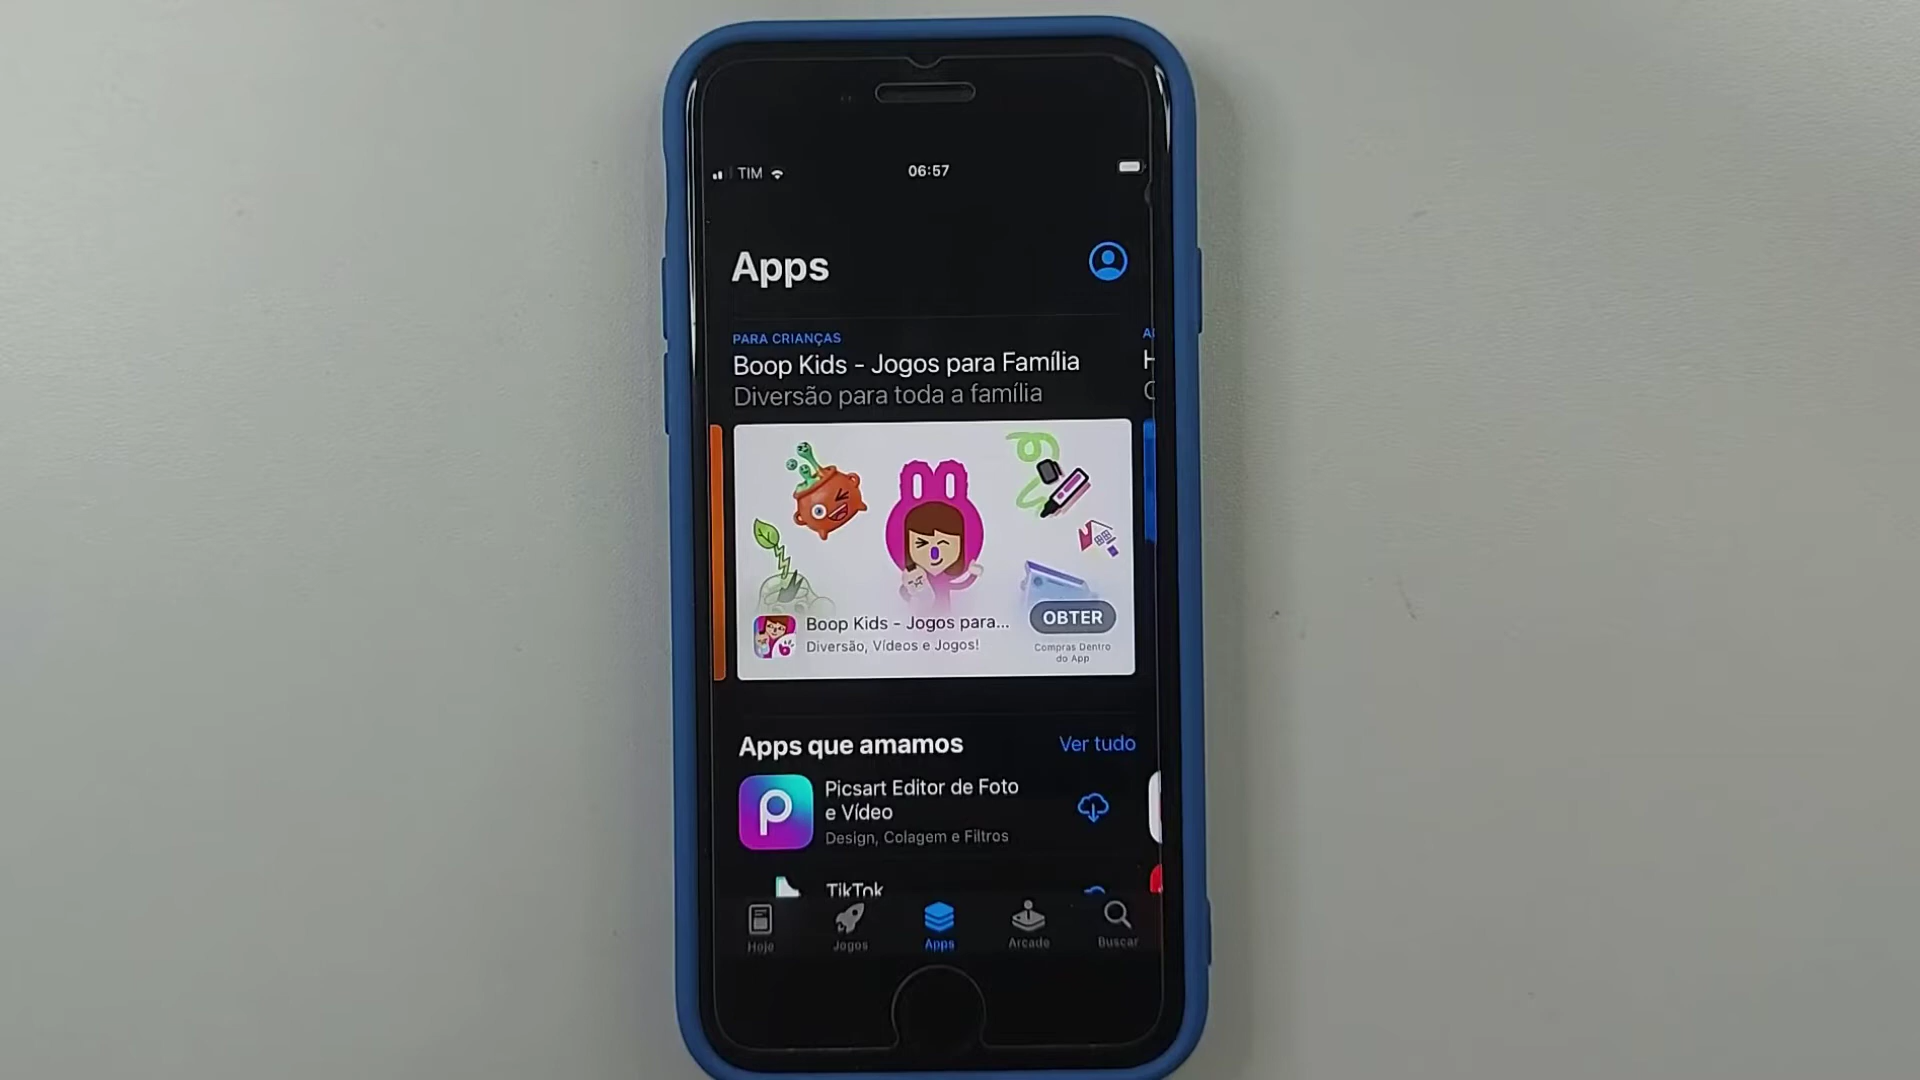 TIM
06:57
Apps
PARA CRIANÇAS
Boop Kids - Jogos para Família
Diversão para toda a família
Boop Kids - Jogos para...
Diversão, Vídeos e Jogos!
OBTER
Compras Dentro
do App
Apps que amamos
Ver tudo
Picsart Editor de Foto
e Vídeo
Design, Colagem e Filtros
TikTok
Hoje
Jogos
Apps
Arcade
Buscar